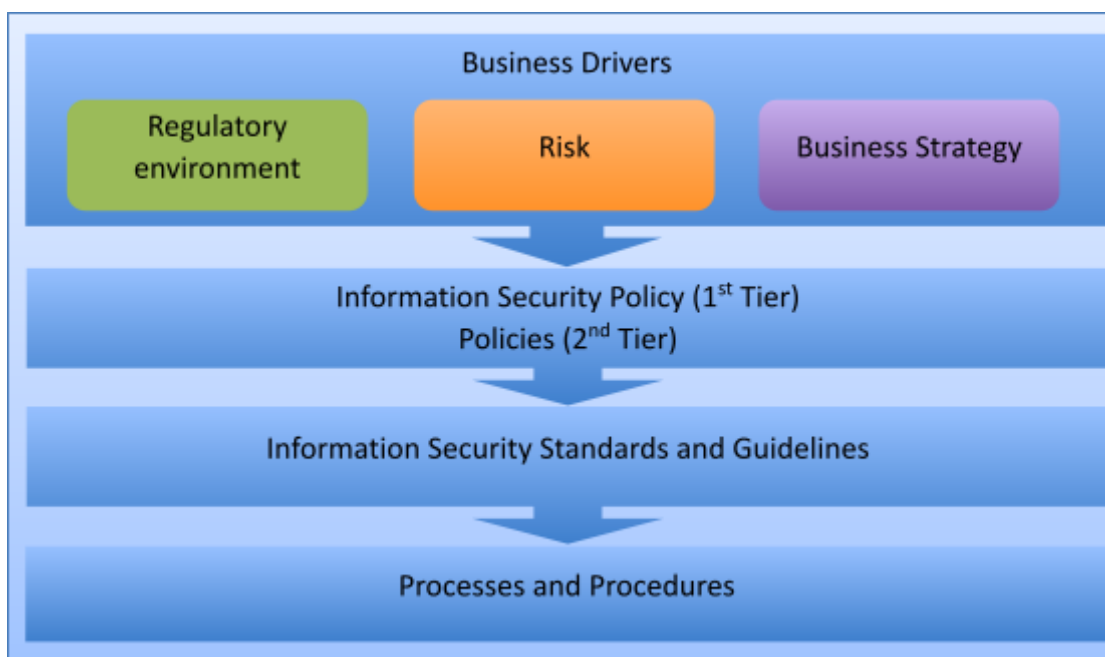 Business Drivers
Regulatory
environment
Risk
Business Strategy
Information Security Policy (1st Tier)
Policies (2nd Tier)
Information Security Standards and Guidelines
Processes and Procedures